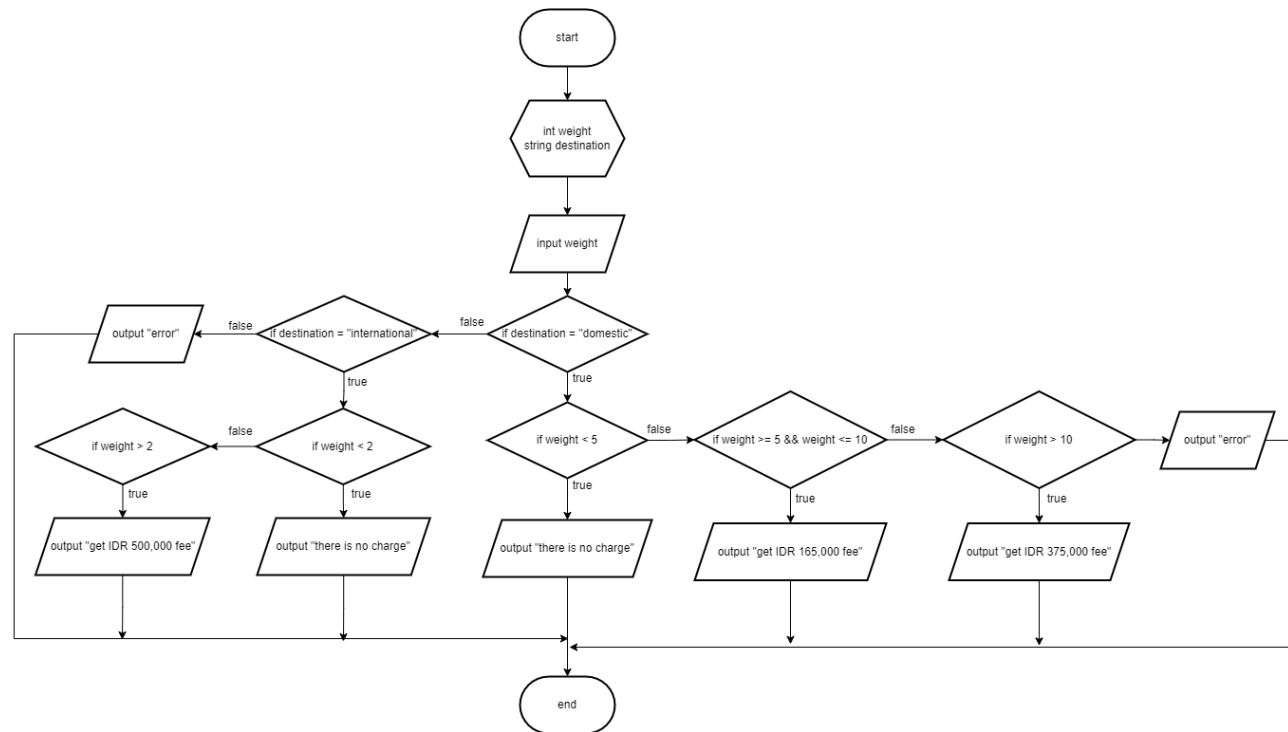 start
int weight
string destination
input weight
if destination = "domestic"
false
if destination = "international"
false
output "error"
true
true
if weight > 2
false
if weight < 2
if weight < 5
false
if weight >= 5 && weight <= 10
false
if weight > 10
output "error"
true
true
true
true
true
output "get IDR 500,000 fee"
output "there is no charge"
output "there is no charge"
output "get IDR 165,000 fee"
output "get IDR 375,000 fee"
end